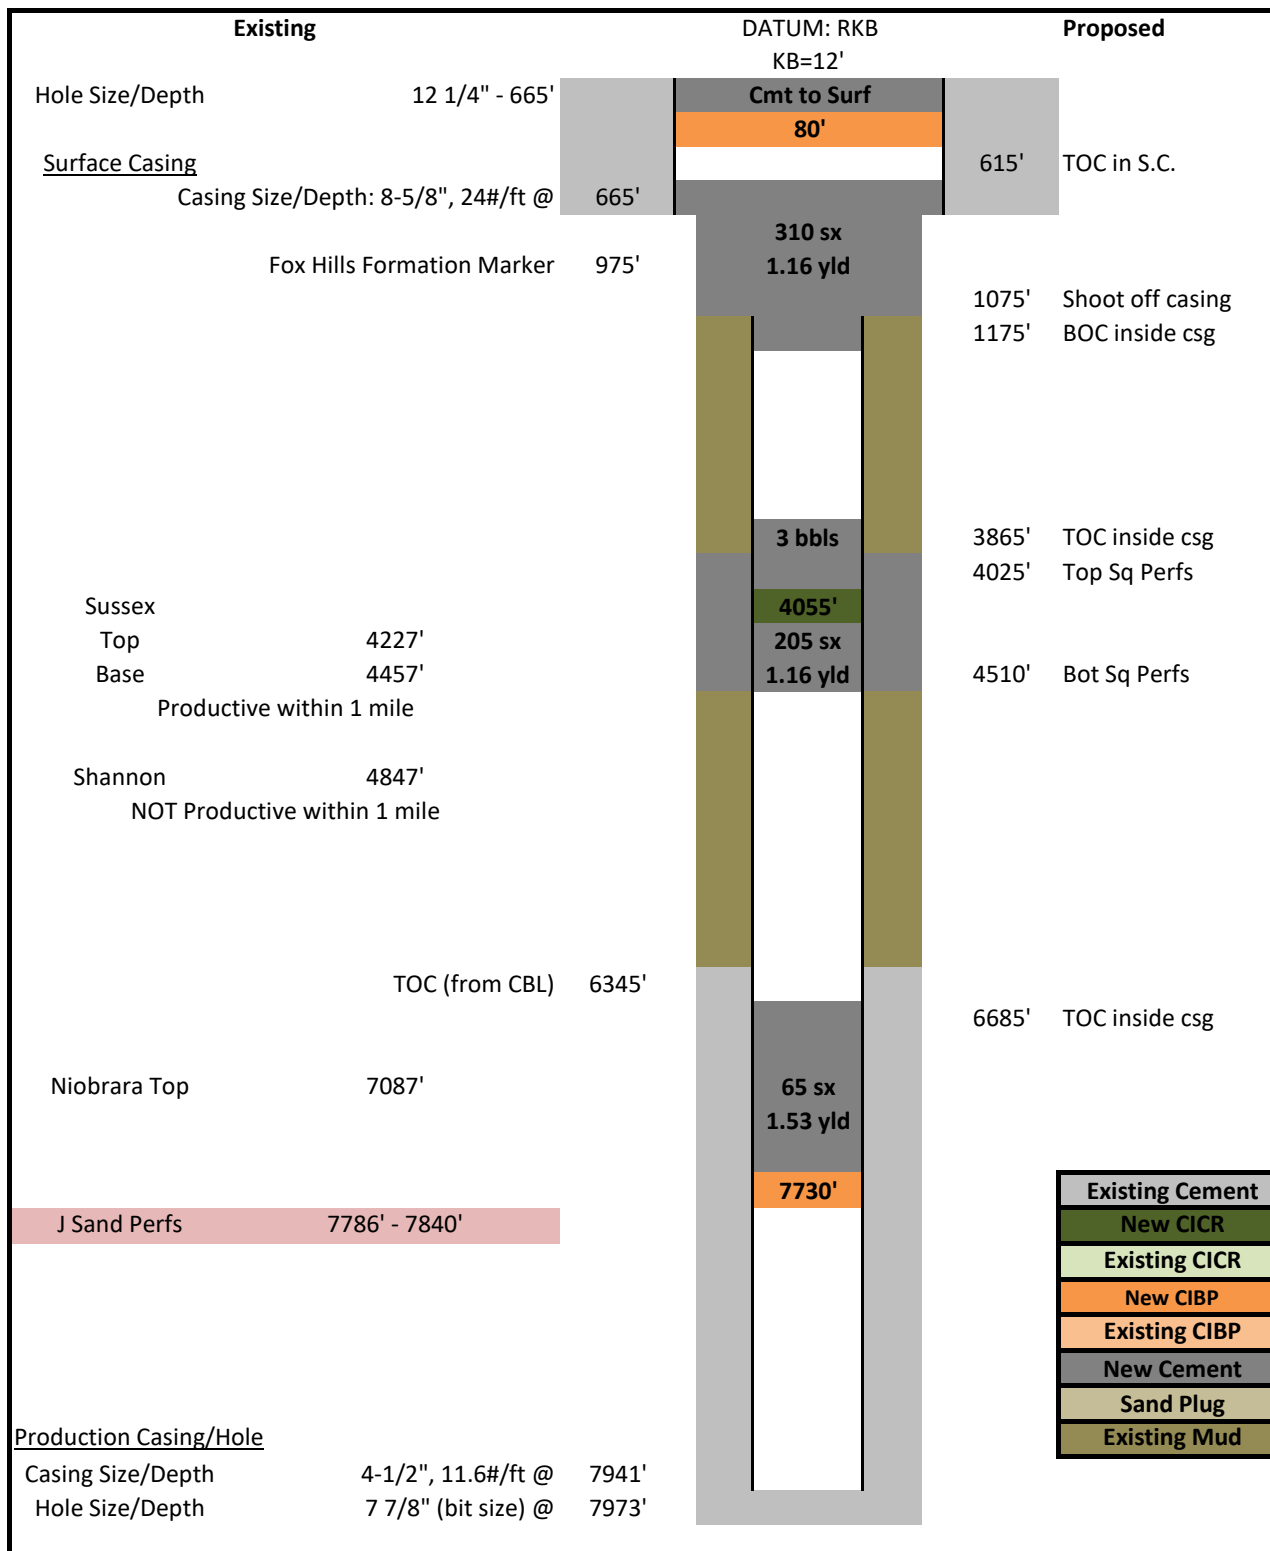 Existing DATUM: RKB Proposed
KB=12'
Hole Size/Depth 12 1/4" - 665' Cmt to Surf
80'
Surface Casing 615' TOC in S.C.
Casing Size/Depth: 8-5/8", 24#/ft @ 665'
310 sx
Fox Hills Formation Marker 975' 1.16 yld
1075' Shoot off casing
1175' BOC inside csg
3 bbls 3865' TOC inside csg
4025' Top Sq Perfs
Sussex 4055'
Top 4227' 205 sx
Base 4457' 1.16 yld 4510' Bot Sq Perfs
Productive within 1 mile
Shannon 4847'
NOT Productive within 1 mile
TOC (from CBL) 6345'
6685' TOC inside csg
Niobrara Top 7087' 65 sx
1.53 yld
7730' Existing Cement
J Sand Perfs 7786' - 7840' New CICR
Existing CICR
New CIBP
Existing CIBP
New Cement
Sand Plug
Production Casing/Hole Existing Mud
Casing Size/Depth 4-1/2", 11.6#/ft @ 7941'
Hole Size/Depth 7 7/8" (bit size) @ 7973'